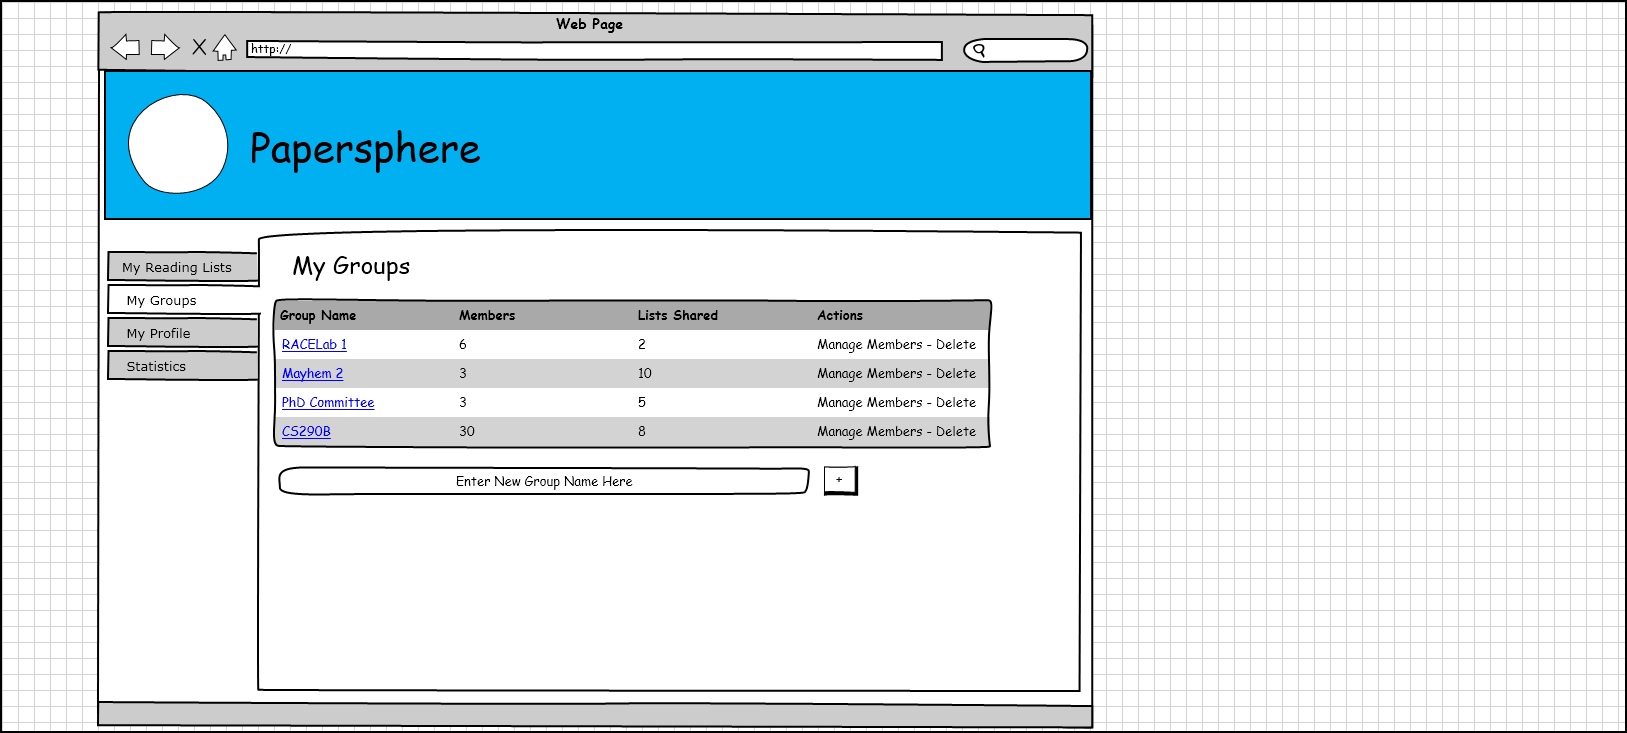 Web Page
http://
Papersphere
My Reading Lists
My Groups
My Profile
Statistics
My Groups
Group Name Members Lists Shared Actions
RACELab 1 6 2 Manage Members - Delete
Mayhem 2 3 10 Manage Members - Delete
PhD Committee 3 5 Manage Members - Delete
CS290B 30 8 Manage Members - Delete
Enter New Group Name Here +